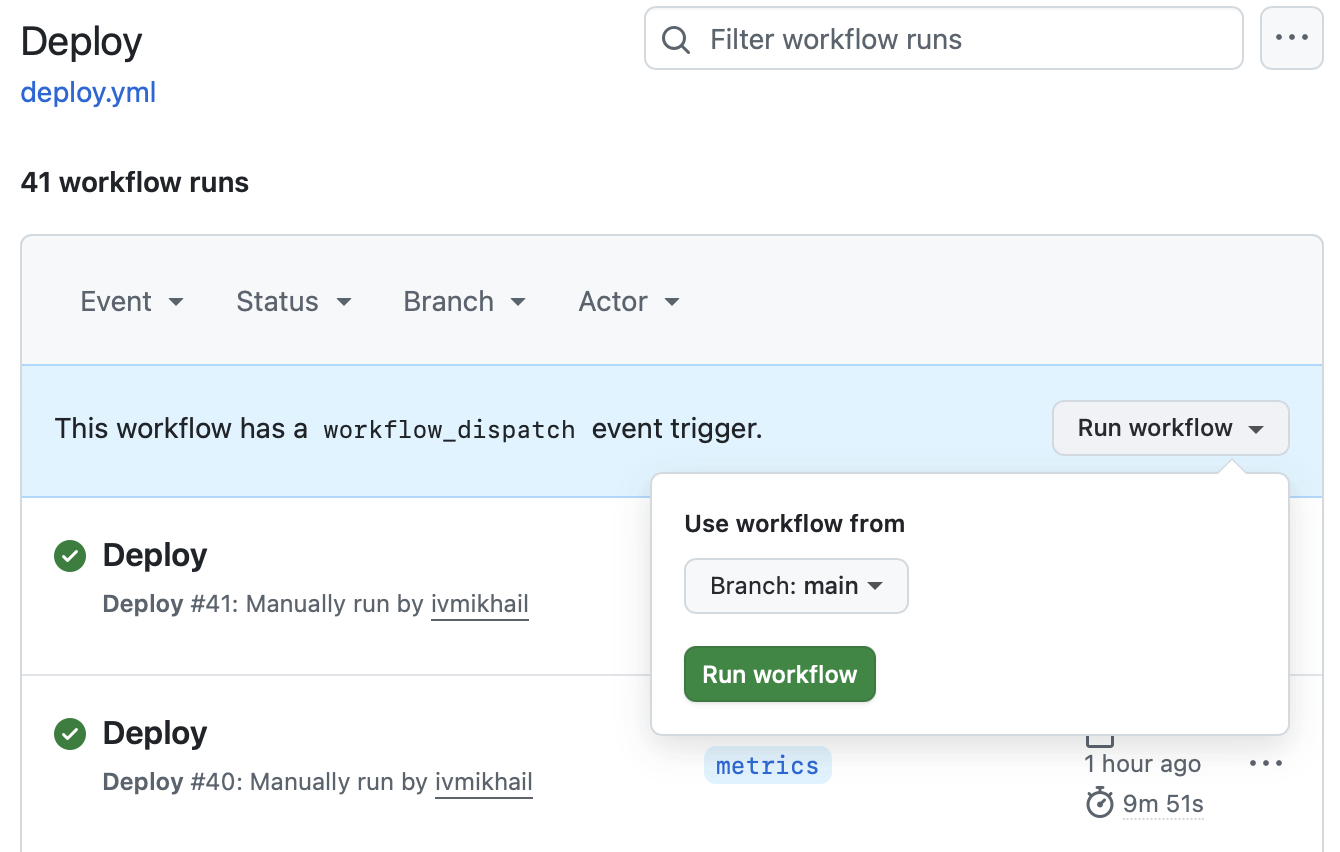 Deploy
Filter workflow runs
deploy.yml
41 workflow runs
Event Status Branch Actor
This workflow has a workflow_dispatch event trigger.
Run workflow
Use workflow from
Branch: main
Run workflow
Deploy
Deploy #41: Manually run by ivmikhail
Deploy
Deploy #40: Manually run by ivmikhail
metrics
1 hour ago
9m 51s